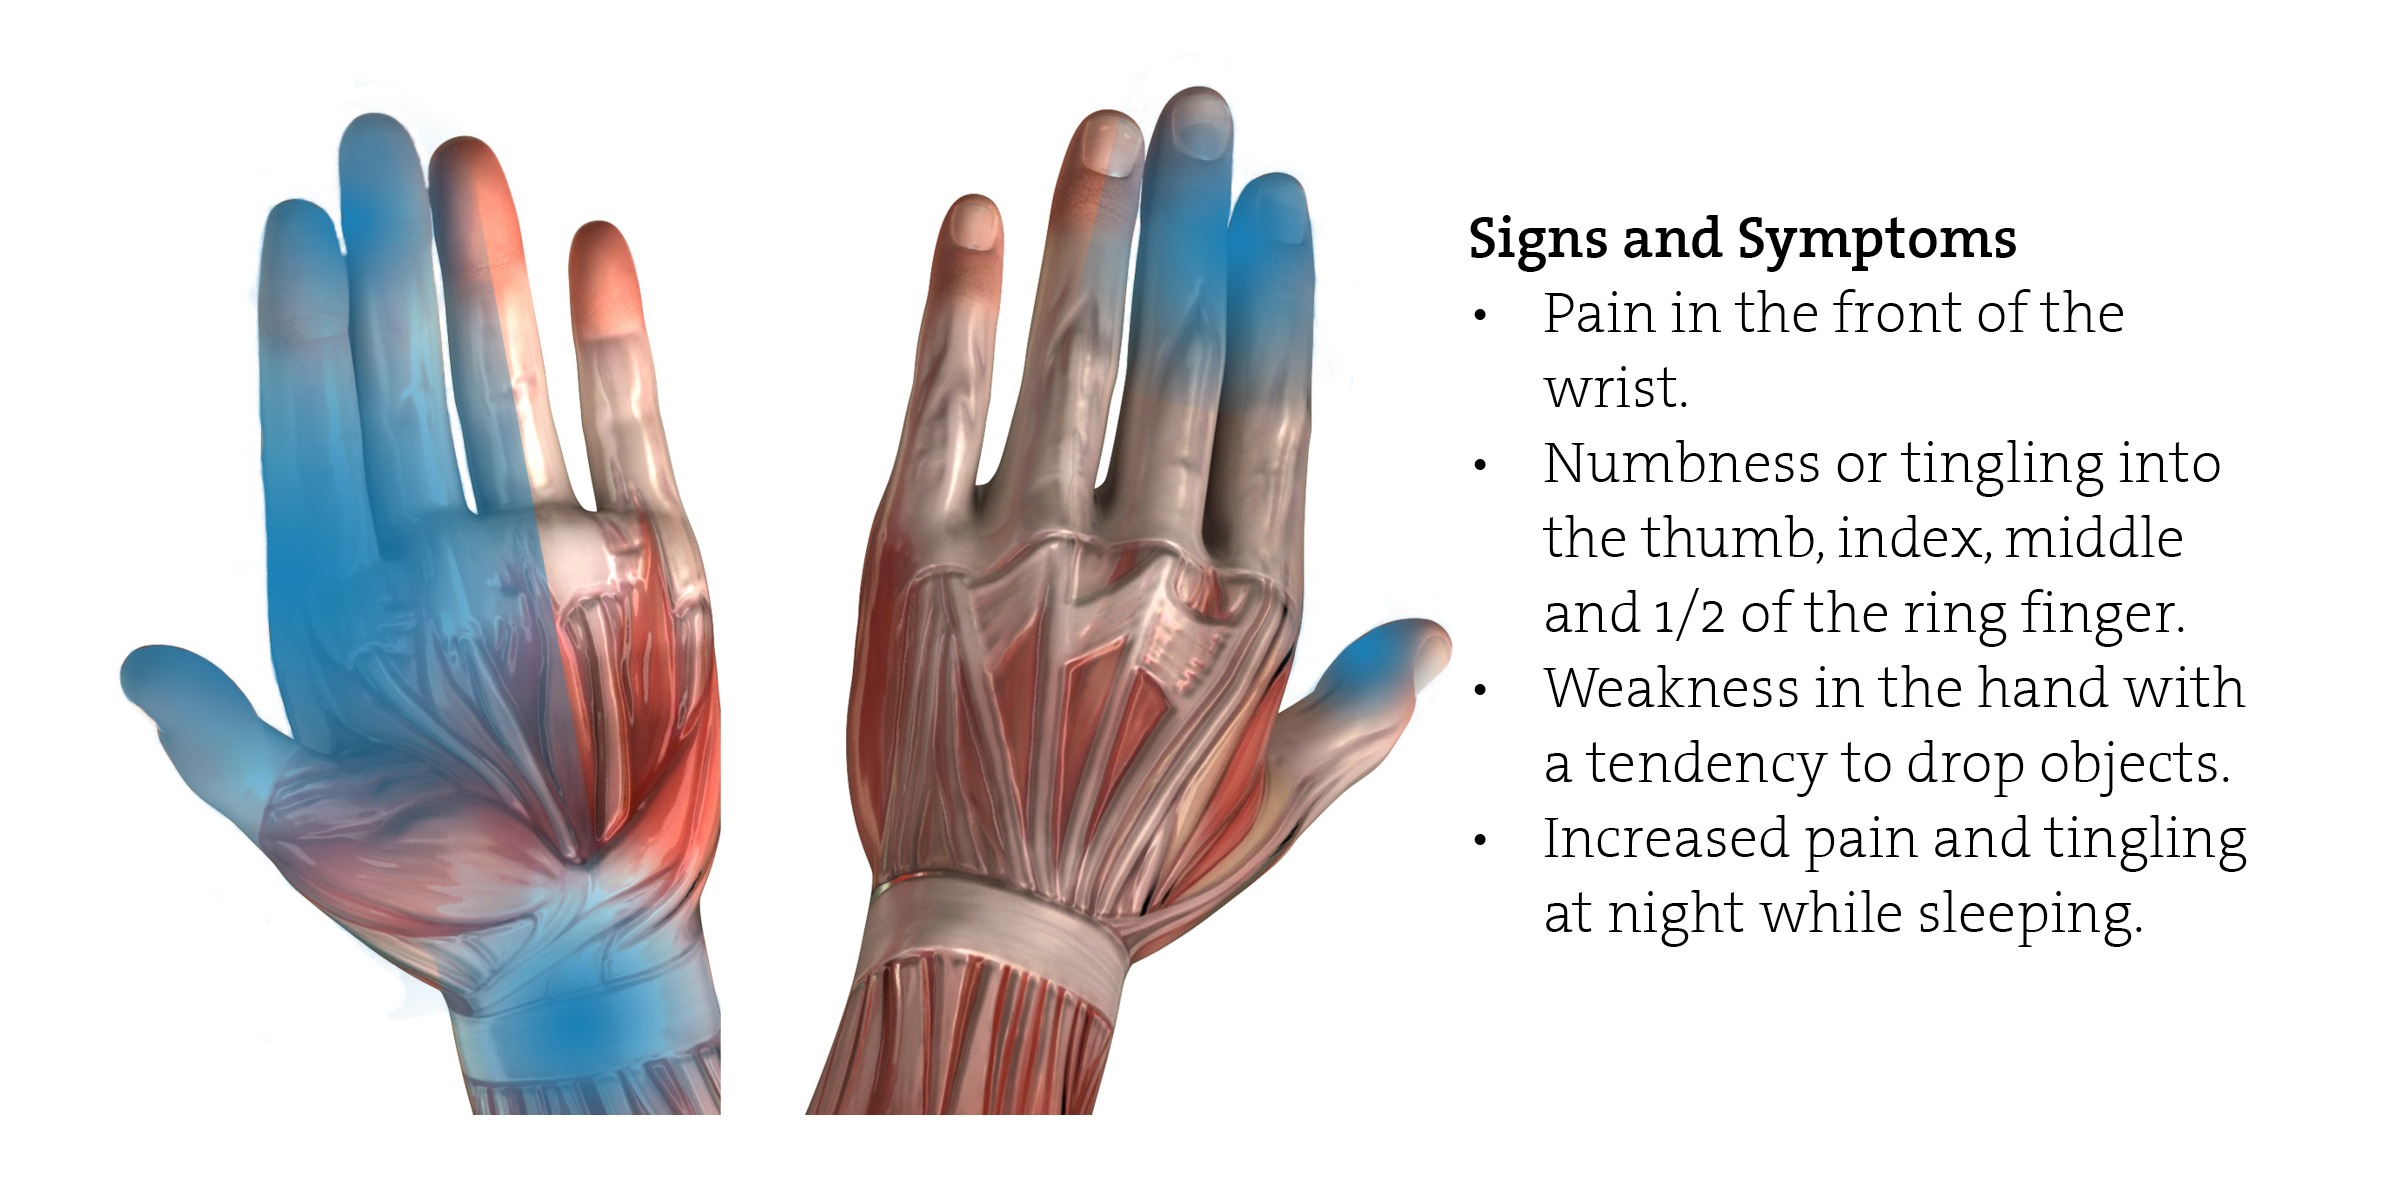 Signs and Symptoms
• Pain in the front of the
wrist.
• Numbness or tingling into
the thumb, index, middle
and 1/2 of the ring finger.
• Weakness in the hand with
a tendency to drop objects.
• Increased pain and tingling
at night while sleeping.